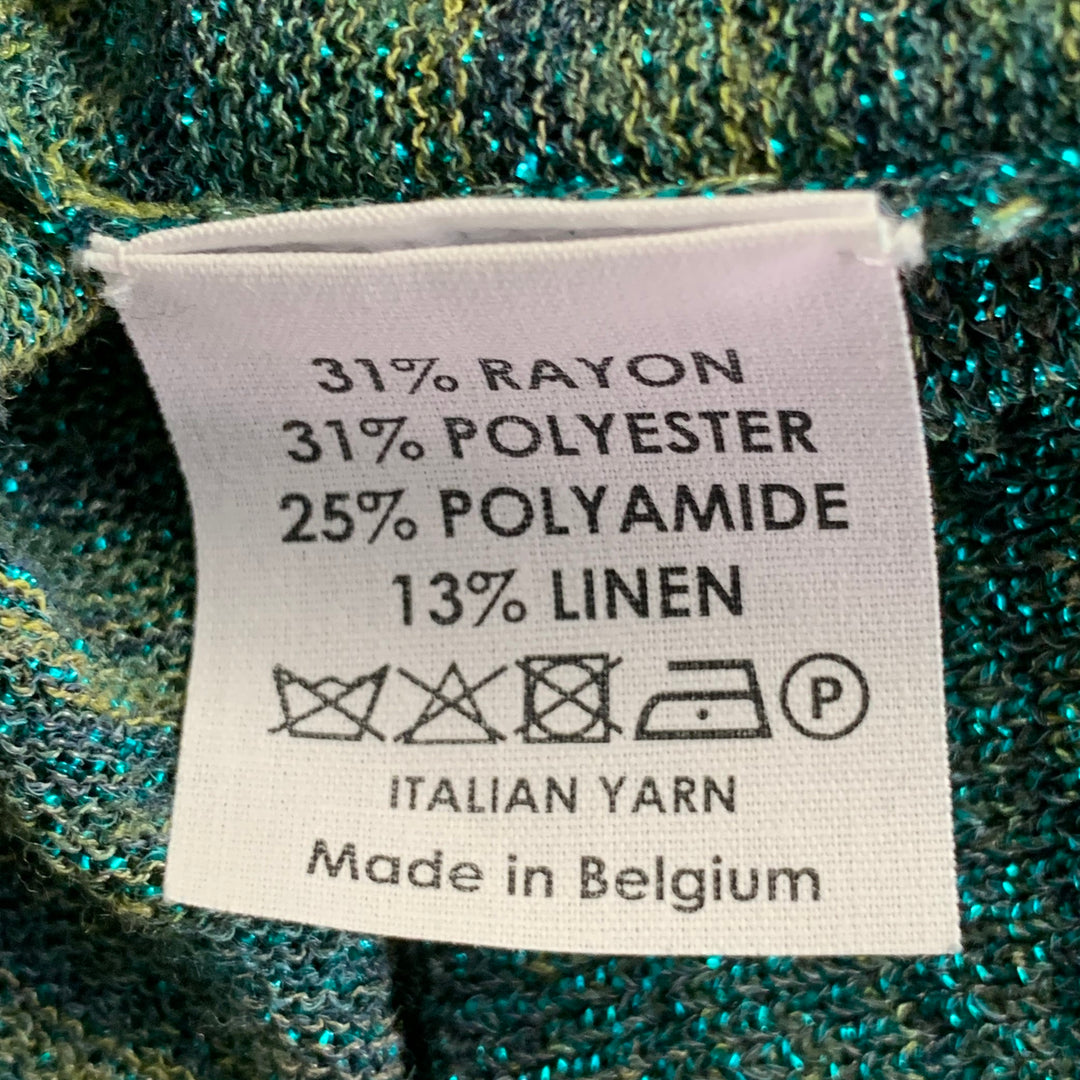 31% RAYON
31% POLYESTER
25% POLYAMIDE
13% LINEN
P
ITALIAN YARN
Made in Belgium